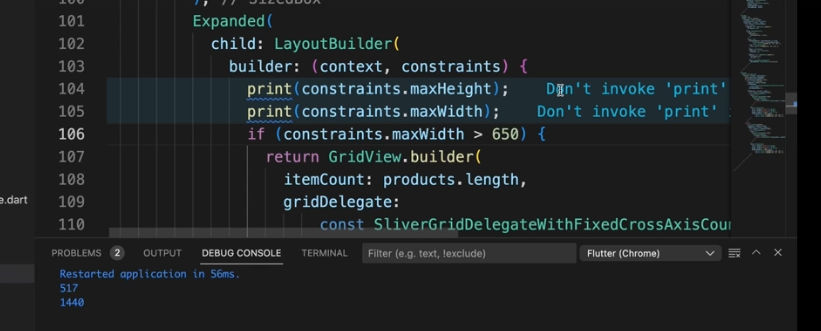 100 ), // SizedBox
101 Expanded(
102 child: LayoutBuilder(
103 builder: (context, constraints) {
104 print(constraints.maxHeight); Don't invoke 'print'
105 print(constraints.maxWidth); Don't invoke 'print'
106 if (constraints.maxWidth > 650) {
107 return GridView.builder(
108 itemCount: products.length,
e.dart
109 gridDelegate:
110 const SliverGridDelegateWithFixedCrossAxisCou
PROBLEMS 2 OUTPUT DEBUG CONSOLE TERMINAL Filter (e.g. text, !exclude) Flutter (Chrome)
Restarted application in 56ms.
517
1440